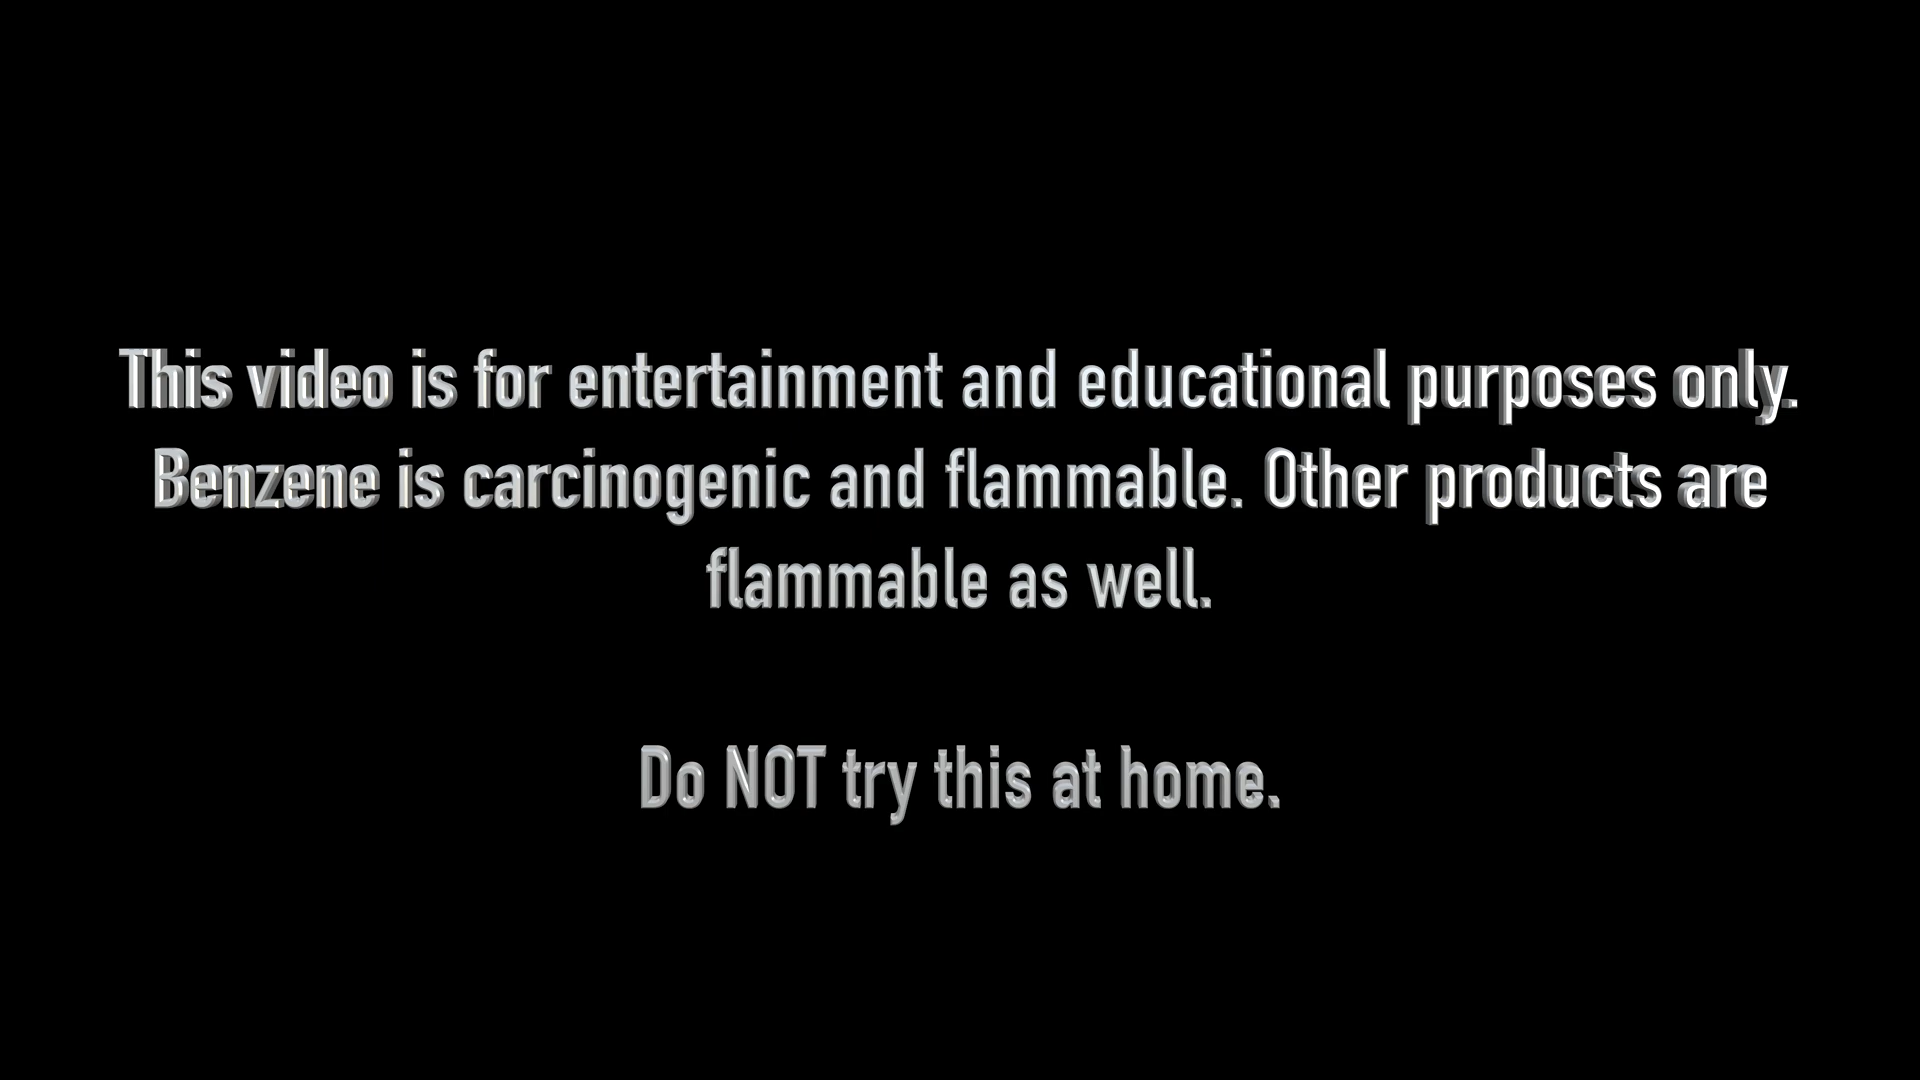 This video is for entertainment and educational purposes only.
Benzene is carcinogenic and flammable. Other products are
flammable as well.
Do NOT try this at home.